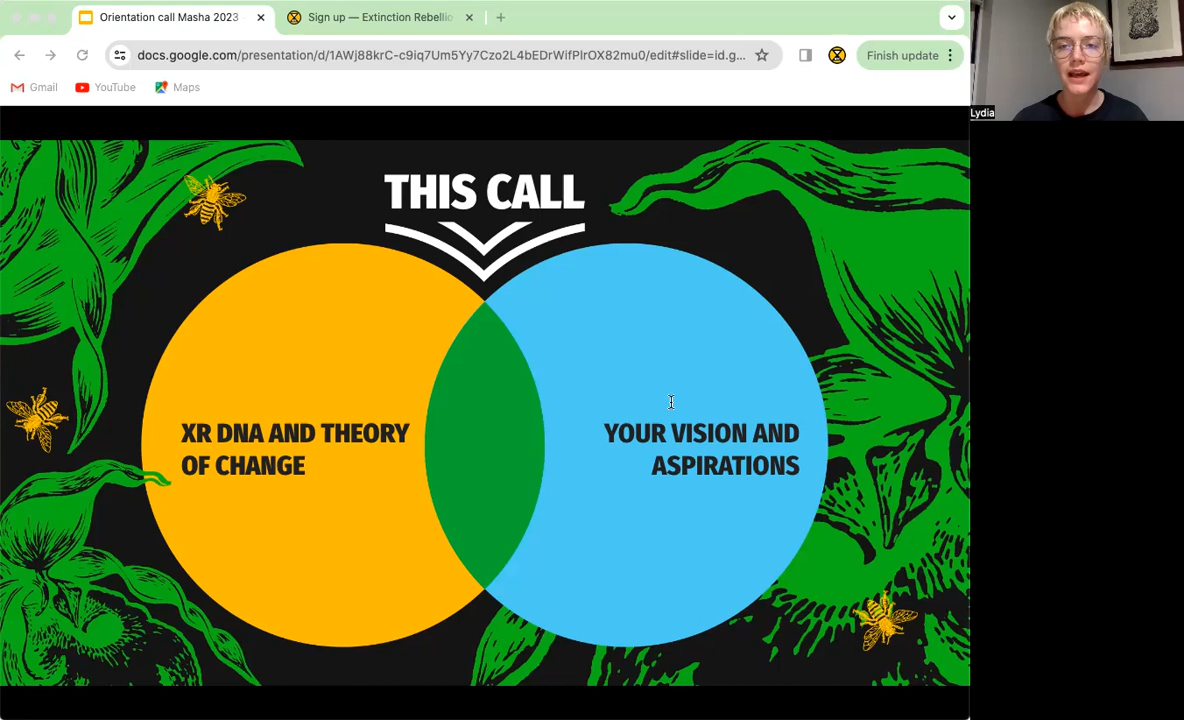 Orientation call Masha 2023
Sign up — Extinction Rebellio
docs.google.com/presentation/d/1AWj88krC-c9iq7Um5Yy7Czo2L4bEDrWifPlrOX82mu0/edit#slide=id.g...
Finish update
Gmail
YouTube
Maps
Lydia
THIS CALL
XR DNA AND THEORY
OF CHANGE
YOUR VISION AND
ASPIRATIONS